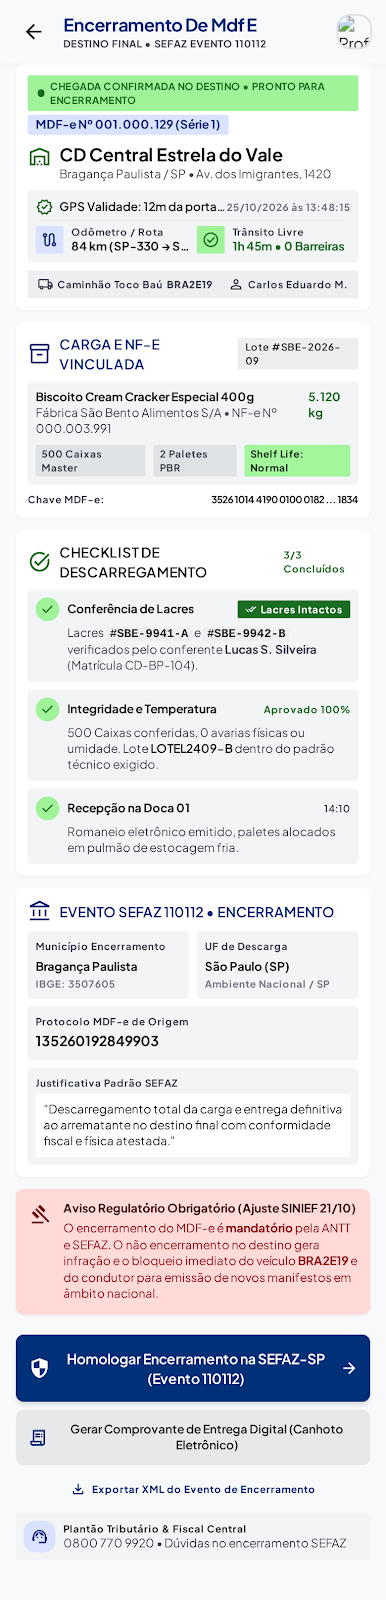 Encerramento De Mdf E
DESTINO FINAL • SEFAZ EVENTO 110112
Prof
CHEGADA CONFIRMADA NO DESTINO • PRONTO PARA
ENCERRAMENTO
MDF-e Nº 001.000.129 (Série 1)
CD Central Estrela do Vale
Bragança Paulista / SP • Av. dos Imigrantes, 1420
GPS Validade: 12m da porta... 25/10/2026 às 13:48:15
Odômetro / Rota
84 km (SP-330 → S...
Trânsito Livre
1h 45m • 0 Barreiras
Caminhão Toco Baú BRA2E19
Carlos Eduardo M.
CARGA E NF-E
VINCULADA
Lote #SBE-2026-
09
Biscoito Cream Cracker Especial 400g
5.120
kg
Fábrica São Bento Alimentos S/A • NF-e Nº
000.003.991
500 Caixas
Master
2 Paletes
PBR
Shelf Life:
Normal
Chave MDF-e:
3526 1014 4190 0100 0182 ... 1834
CHECKLIST DE
DESCARREGAMENTO
3/3
Concluídos
Conferência de Lacres
Lacres Intactos
Lacres #SBE-9941-A e #SBE-9942-B
verificados pelo conferente Lucas S. Silveira
(Matrícula CD-BP-104).
Integridade e Temperatura
Aprovado 100%
500 Caixas conferidas, 0 avarias físicas ou
umidade. Lote LOTEL2409-B dentro do padrão
técnico exigido.
Recepção na Doca 01
14:10
Romaneio eletrônico emitido, paletes alocados
em pulmão de estocagem fria.
EVENTO SEFAZ 110112 • ENCERRAMENTO
Município Encerramento
Bragança Paulista
IBGE: 3507605
UF de Descarga
São Paulo (SP)
Ambiente Nacional / SP
Protocolo MDF-e de Origem
135260192849903
Justificativa Padrão SEFAZ
"Descarregamento total da carga e entrega definitiva
ao arrematante no destino final com conformidade
fiscal e física atestada."
Aviso Regulatório Obrigatório (Ajuste SINIEF 21/10)
O encerramento do MDF-e é mandatório pela ANTT
e SEFAZ. O não encerramento no destino gera
infração e o bloqueio imediato do veículo BRA2E19 e
do condutor para emissão de novos manifestos em
âmbito nacional.
Homologar Encerramento na SEFAZ-SP
(Evento 110112)
Gerar Comprovante de Entrega Digital (Canhoto
Eletrônico)
Exportar XML do Evento de Encerramento
Plantão Tributário & Fiscal Central
0800 770 9920 • Dúvidas no encerramento SEFAZ